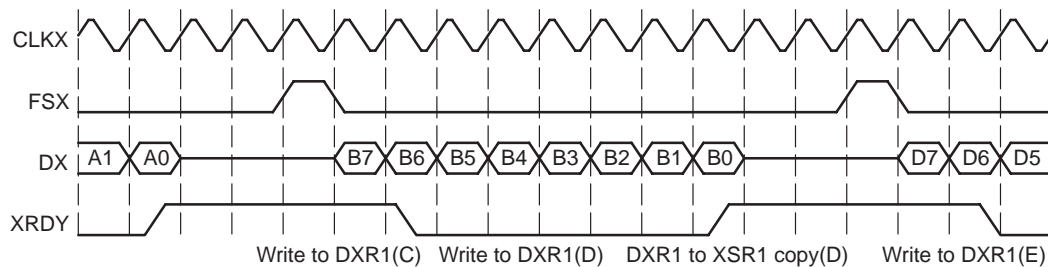 CLKX
FSX
DX A1 A0 B7 B6 B5 B4 B3 B2 B1 B0 D7 D6 D5
XRDY
Write to DXR1(C) Write to DXR1(D) DXR1 to XSR1 copy(D) Write to DXR1(E)